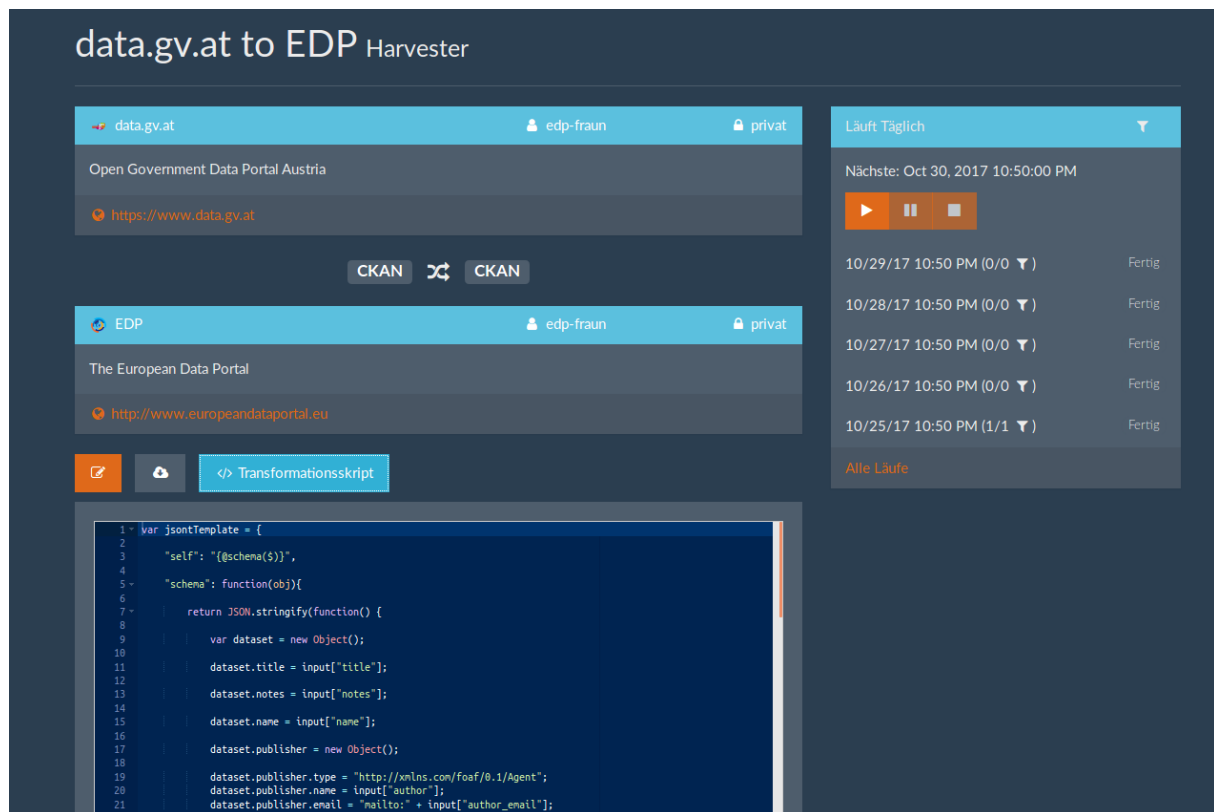 data.gv.at to EDP Harvester
data.gv.at edp-fraun privat
Open Government Data Portal Austria
https://www.data.gv.at
CKAN CKAN
EDP edp-fraun privat
The European Data Portal
http://www.europeandataportal.eu
</> Transformationsskript
1 var jsontTemplate = {
2
3 "self": "{@schema($)}",
4
5 "schema": function(obj){
6
7 return JSON.stringify(function() {
8
9 var dataset = new Object();
10
11 dataset.title = input["title"];
12
13 dataset.notes = input["notes"];
14
15 dataset.name = input["name"];
16
17 dataset.publisher = new Object();
18
19 dataset.publisher.type = "http://xmlns.com/foaf/0.1/Agent";
20 dataset.publisher.name = input["author"];
21 dataset.publisher.email = "mailto:" + input["author_email"];
Läuft Täglich
Nächste: Oct 30, 2017 10:50:00 PM
10/29/17 10:50 PM (0/0 ) Fertig
10/28/17 10:50 PM (0/0 ) Fertig
10/27/17 10:50 PM (0/0 ) Fertig
10/26/17 10:50 PM (0/0 ) Fertig
10/25/17 10:50 PM (1/1 ) Fertig
Alle Läufe